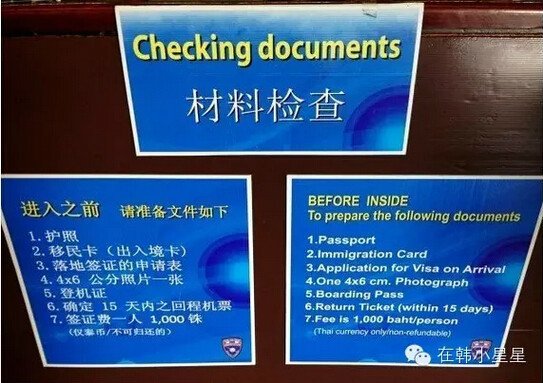 Checking documents
材料检查
进入之前 请准备文件如下
1. 护照
2. 移民卡（出入境卡）
3. 落地签证的申请表
4. 4x6 公分照片一张
5. 登机证
6. 确定 15 天内之回程机票
7. 签证费一人 1,000 铢
(仅泰币/不可归还的)
BEFORE INSIDE
To prepare the following documents
1.Passport
2.Immigration Card
3.Application for Visa on Arrival
4.One 4x6 cm. Photograph
5.Boarding Pass
6.Return Ticket (within 15 days)
7.Fee is 1,000 baht/person
(Thai currency only/non-refundable)
在韩小星星